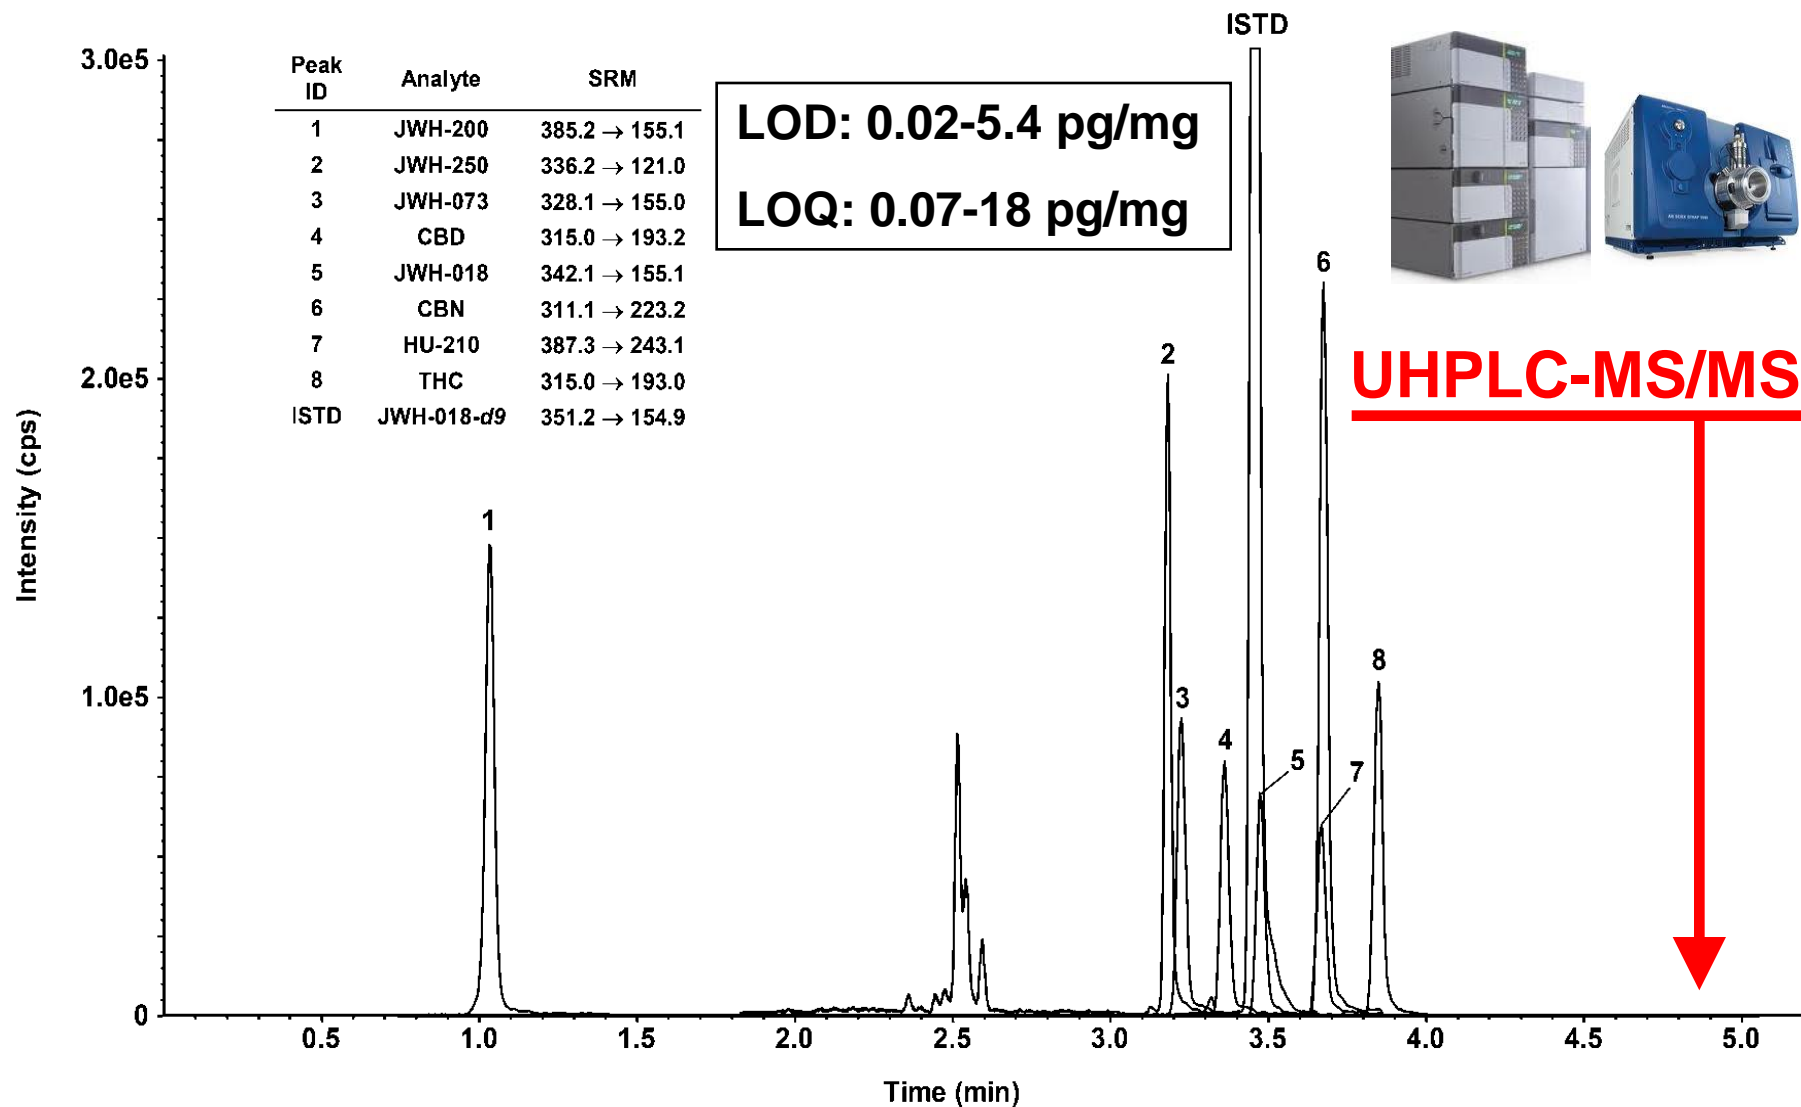 ISTD
3.0e5
2.0e5
1.0e5
0
Intensity (cps)
Peak ID Analyte SRM
1 JWH-200 385.2 → 155.1
2 JWH-250 336.2 → 121.0
3 JWH-073 328.1 → 155.0
4 CBD 315.0 → 193.2
5 JWH-018 342.1 → 155.1
6 CBN 311.1 → 223.2
7 HU-210 387.3 → 243.1
8 THC 315.0 → 193.0
ISTD JWH-018-d9 351.2 → 154.9
LOD: 0.02-5.4 pg/mg
LOQ: 0.07-18 pg/mg
UHPLC-MS/MS
1
2
3
4
5
6
7
8
0.5 1.0 1.5 2.0 2.5 3.0 3.5 4.0 4.5 5.0
Time (min)